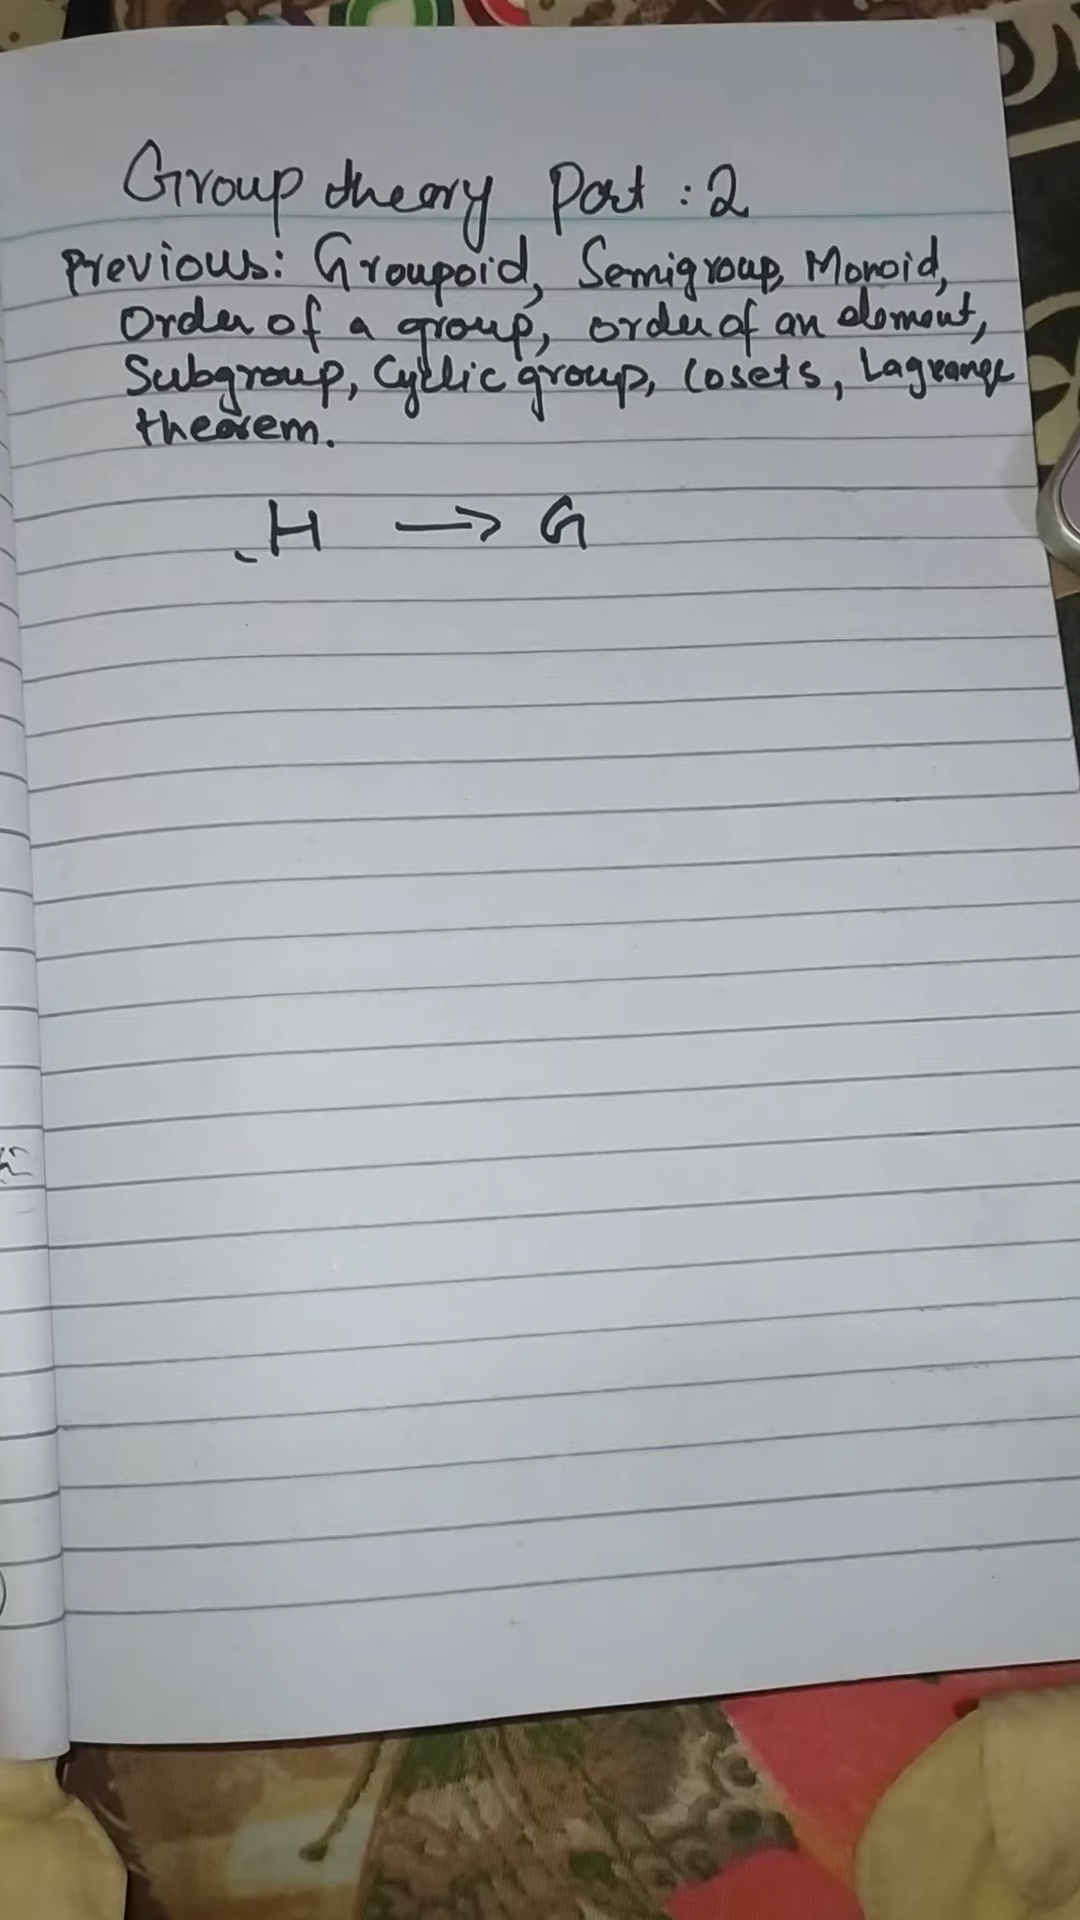 Group theory Part : 2
Previous: Groupoid, Semigroup, Monoid,
Order of a group, order of an element,
Subgroup, Cyclic group, Cosets, Lagrange
theorem.
H → G